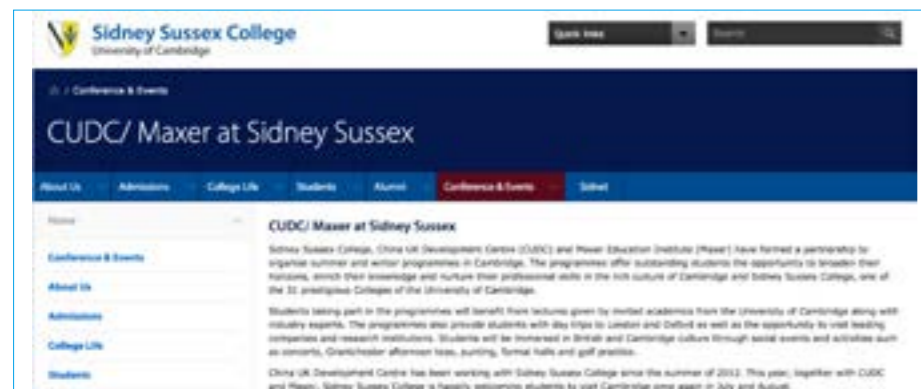 Sidney Sussex College
University of Cambridge
Quick links
Search
/ Conference & Events
CUDC/ Maxer at Sidney Sussex
About Us Admissions College Life Students Alumni Conference & Events Sidnet
Home
Conference & Events
About Us
Admissions
College Life
Students
CUDC/ Maxer at Sidney Sussex
Sidney Sussex College, China UK Development Centre (CUDC) and Maxer Education Institute (Maxer) have formed a partnership to
organise summer and winter programmes in Cambridge. The programmes offer outstanding students the opportunity to broaden their
horizons, enrich their knowledge and nurture their professional skills in the rich culture of Cambridge and Sidney Sussex College, one of
the 31 prestigious Colleges of the University of Cambridge.
Students taking part in the programmes will benefit from lectures given by invited academics from the University of Cambridge along with
industry experts. The programmes also provide students with day trips to London and Oxford as well as the opportunity to visit leading
companies and research institutions. Students will be immersed in British and Cambridge culture through social events and activities such
as concerts, Grantchester afternoon teas, punting, formal halls and golf practice.
China UK Development Centre has been working with Sidney Sussex College since the summer of 2012. This year, together with CUDC
and Maxer, Sidney Sussex College is happily welcoming students to visit Cambridge once again in July and August.